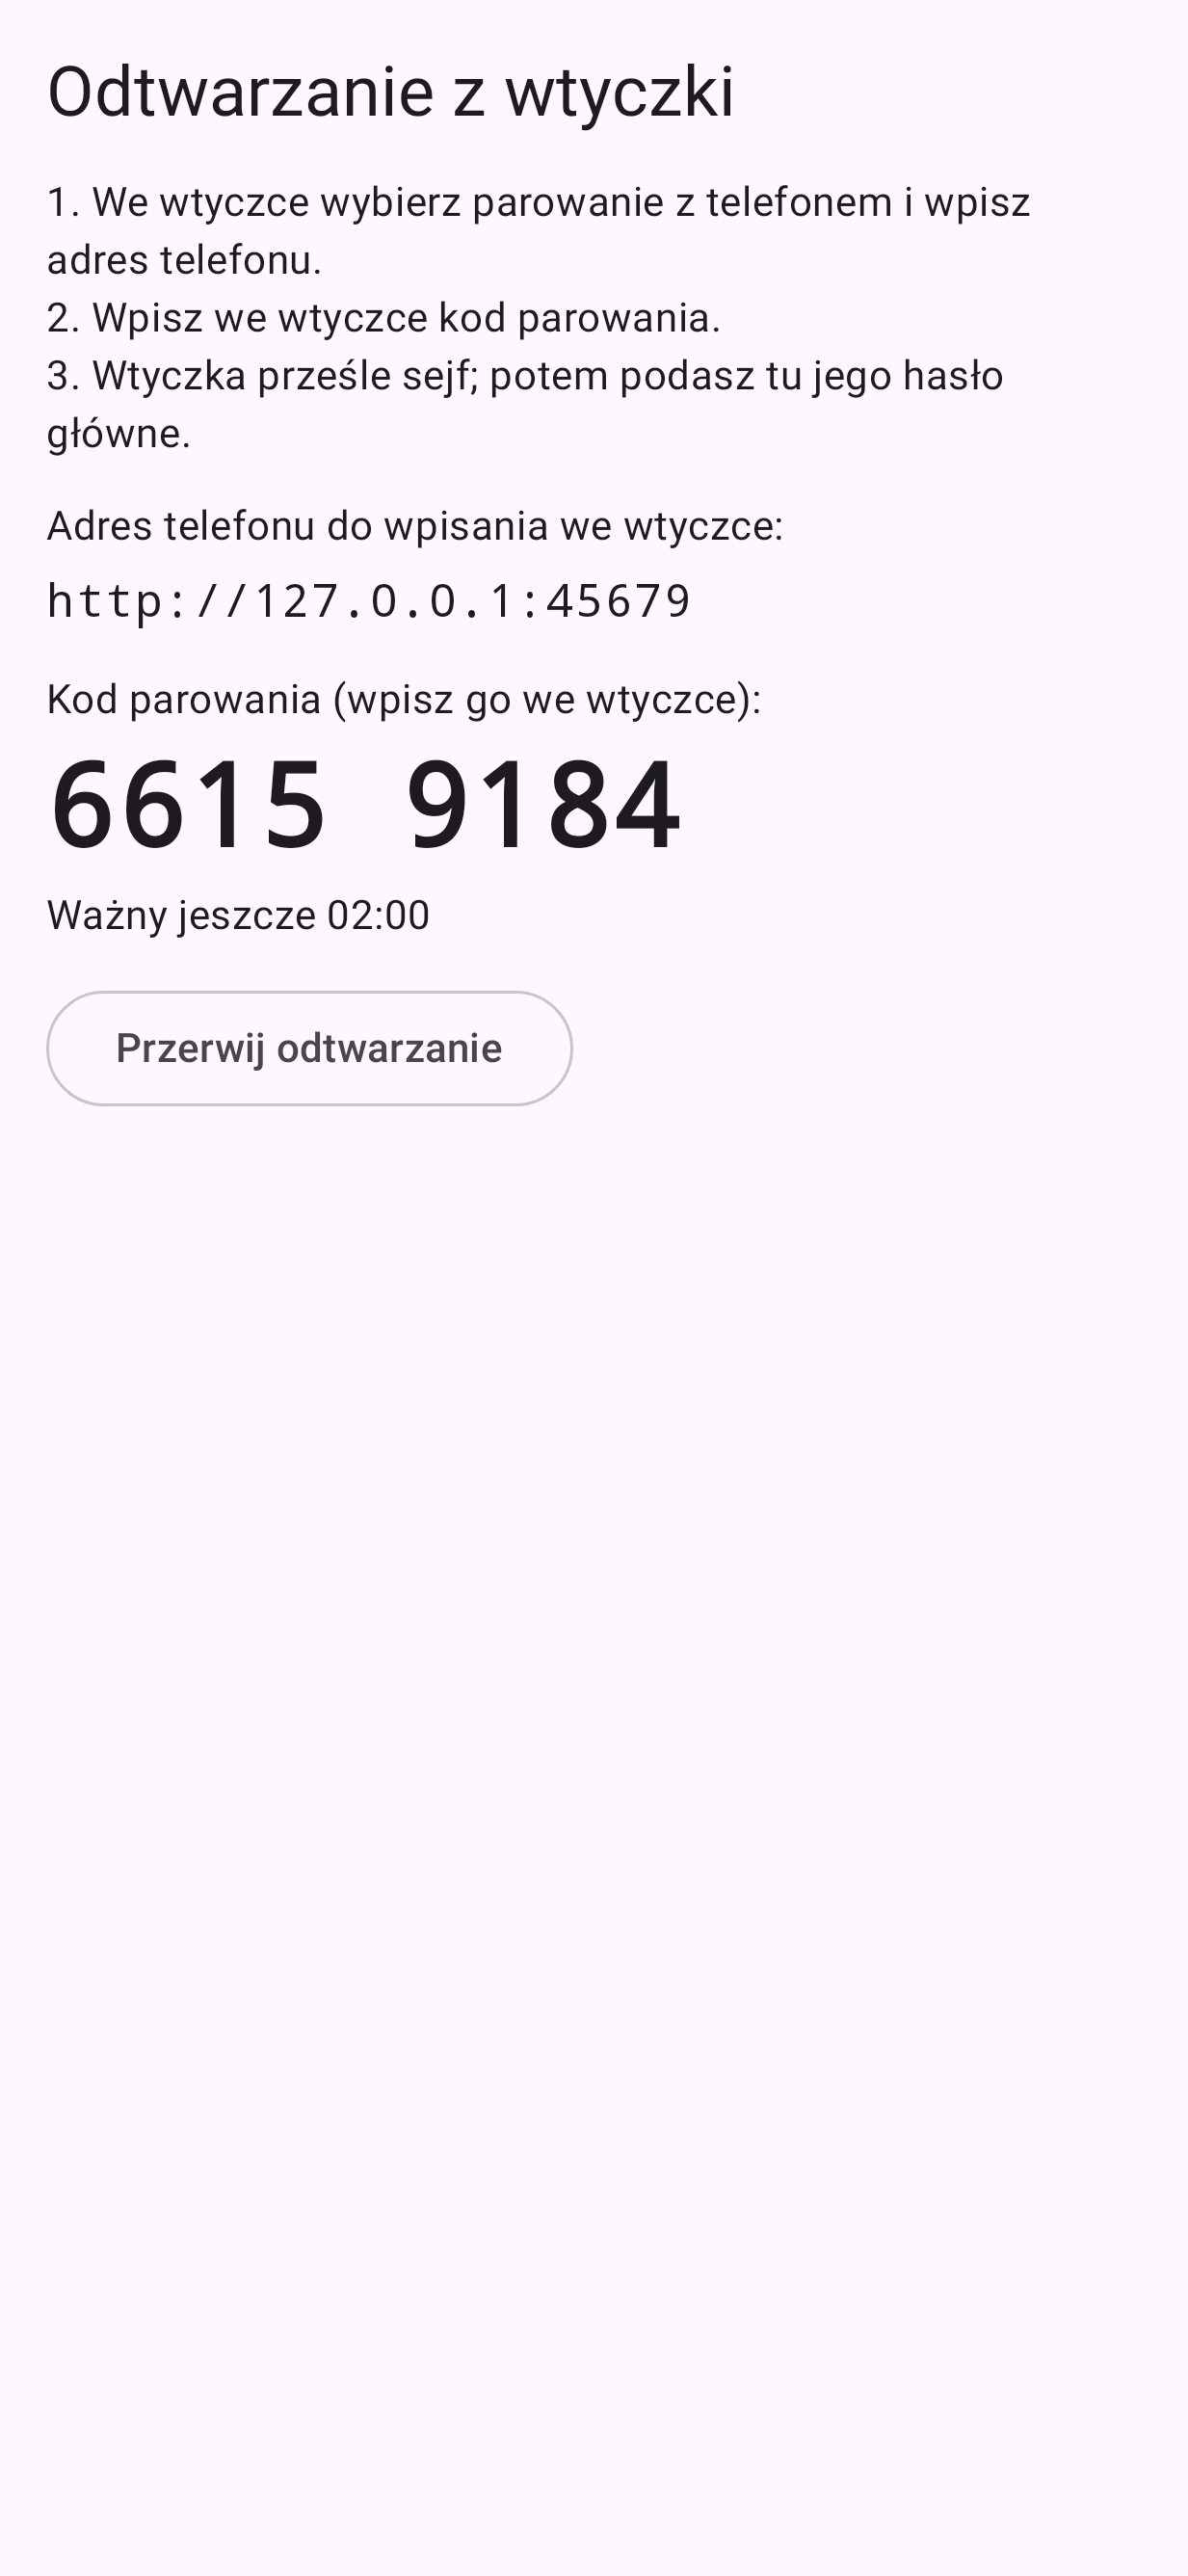 Odtwarzanie z wtyczki
1. We wtyczce wybierz parowanie z telefonem i wpisz
adres telefonu.
2. Wpisz we wtyczce kod parowania.
3. Wtyczka prześle sejf; potem podasz tu jego hasło
główne.
Adres telefonu do wpisania we wtyczce:
http://127.0.0.1:45679
Kod parowania (wpisz go we wtyczce):
6615 9184
Ważny jeszcze 02:00
Przerwij odtwarzanie